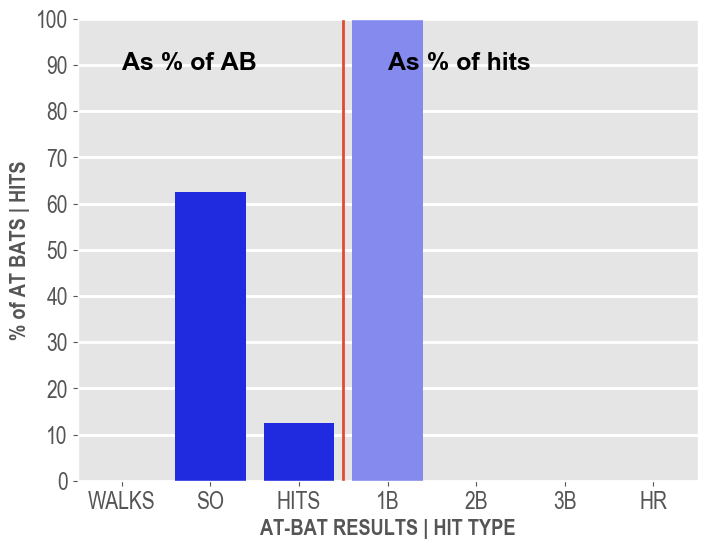 100
90
80
70
60
50
40
30
20
10
0
% of AT BATS | HITS
As % of AB
As % of hits
WALKS SO HITS 1B 2B 3B HR
AT-BAT RESULTS | HIT TYPE